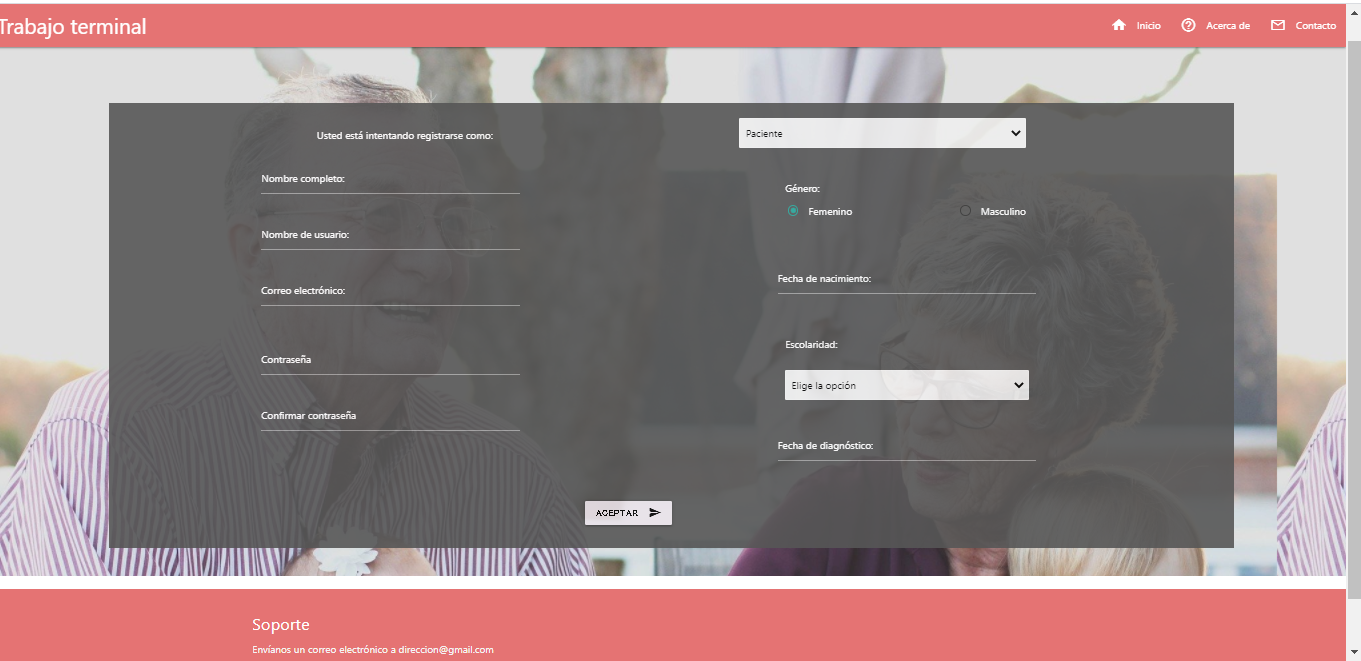 Trabajo terminal
Inicio
Acerca de
Contacto
Usted está intentando registrarse como:
Paciente
Nombre completo:
Género:
Femenino
Masculino
Nombre de usuario:
Fecha de nacimiento:
Correo electrónico:
Escolaridad:
Contraseña
Elige la opción
Confirmar contraseña
Fecha de diagnóstico:
ACEPTAR
Soporte
Envíanos un correo electrónico a direccion@gmail.com